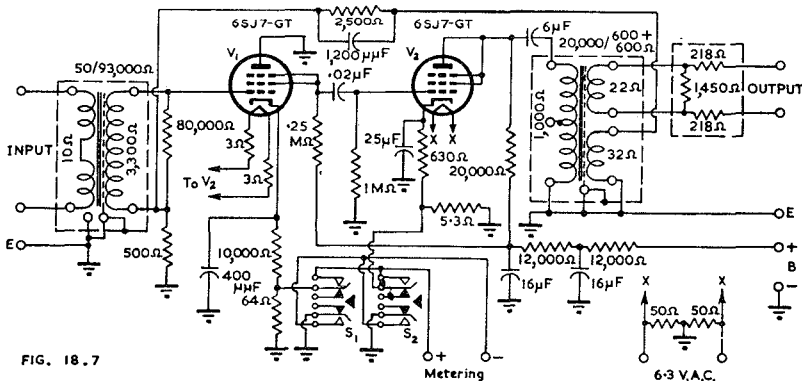 2,500Ω
6SJ7-GT
6SJ7-GT
6μF
20,000/600+
600Ω
V₁
1,200μμF
V₂
·02μF
218Ω
50/93,000Ω
22Ω
1,450Ω
OUTPUT
80,000Ω
·25
MΩ
1,000Ω
218Ω
3Ω
25μF
X
X
INPUT
10Ω
3,300Ω
3Ω
630Ω
20,000Ω
32Ω
To V₂
1MΩ
E
E
500Ω
5·3Ω
10,000Ω
12,000Ω
12,000Ω
+
B
400
μμF
16μF
16μF
X
X
64Ω
50Ω
50Ω
-
S₁
S₂
FIG. 18.7
+
-
Metering
6·3 V.A.C.